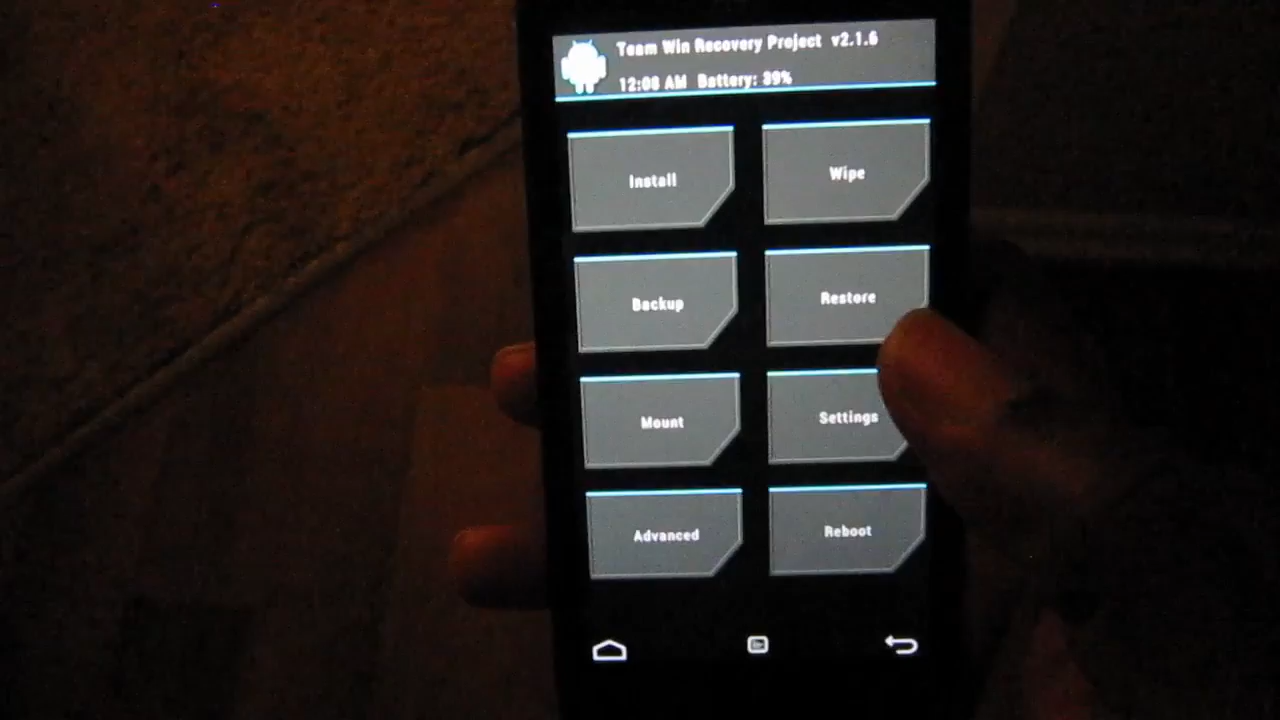 Team Win Recovery Project v2.1.6
12:08 AM Battery: 39%
Install
Wipe
Backup
Restore
Mount
Settings
Advanced
Reboot